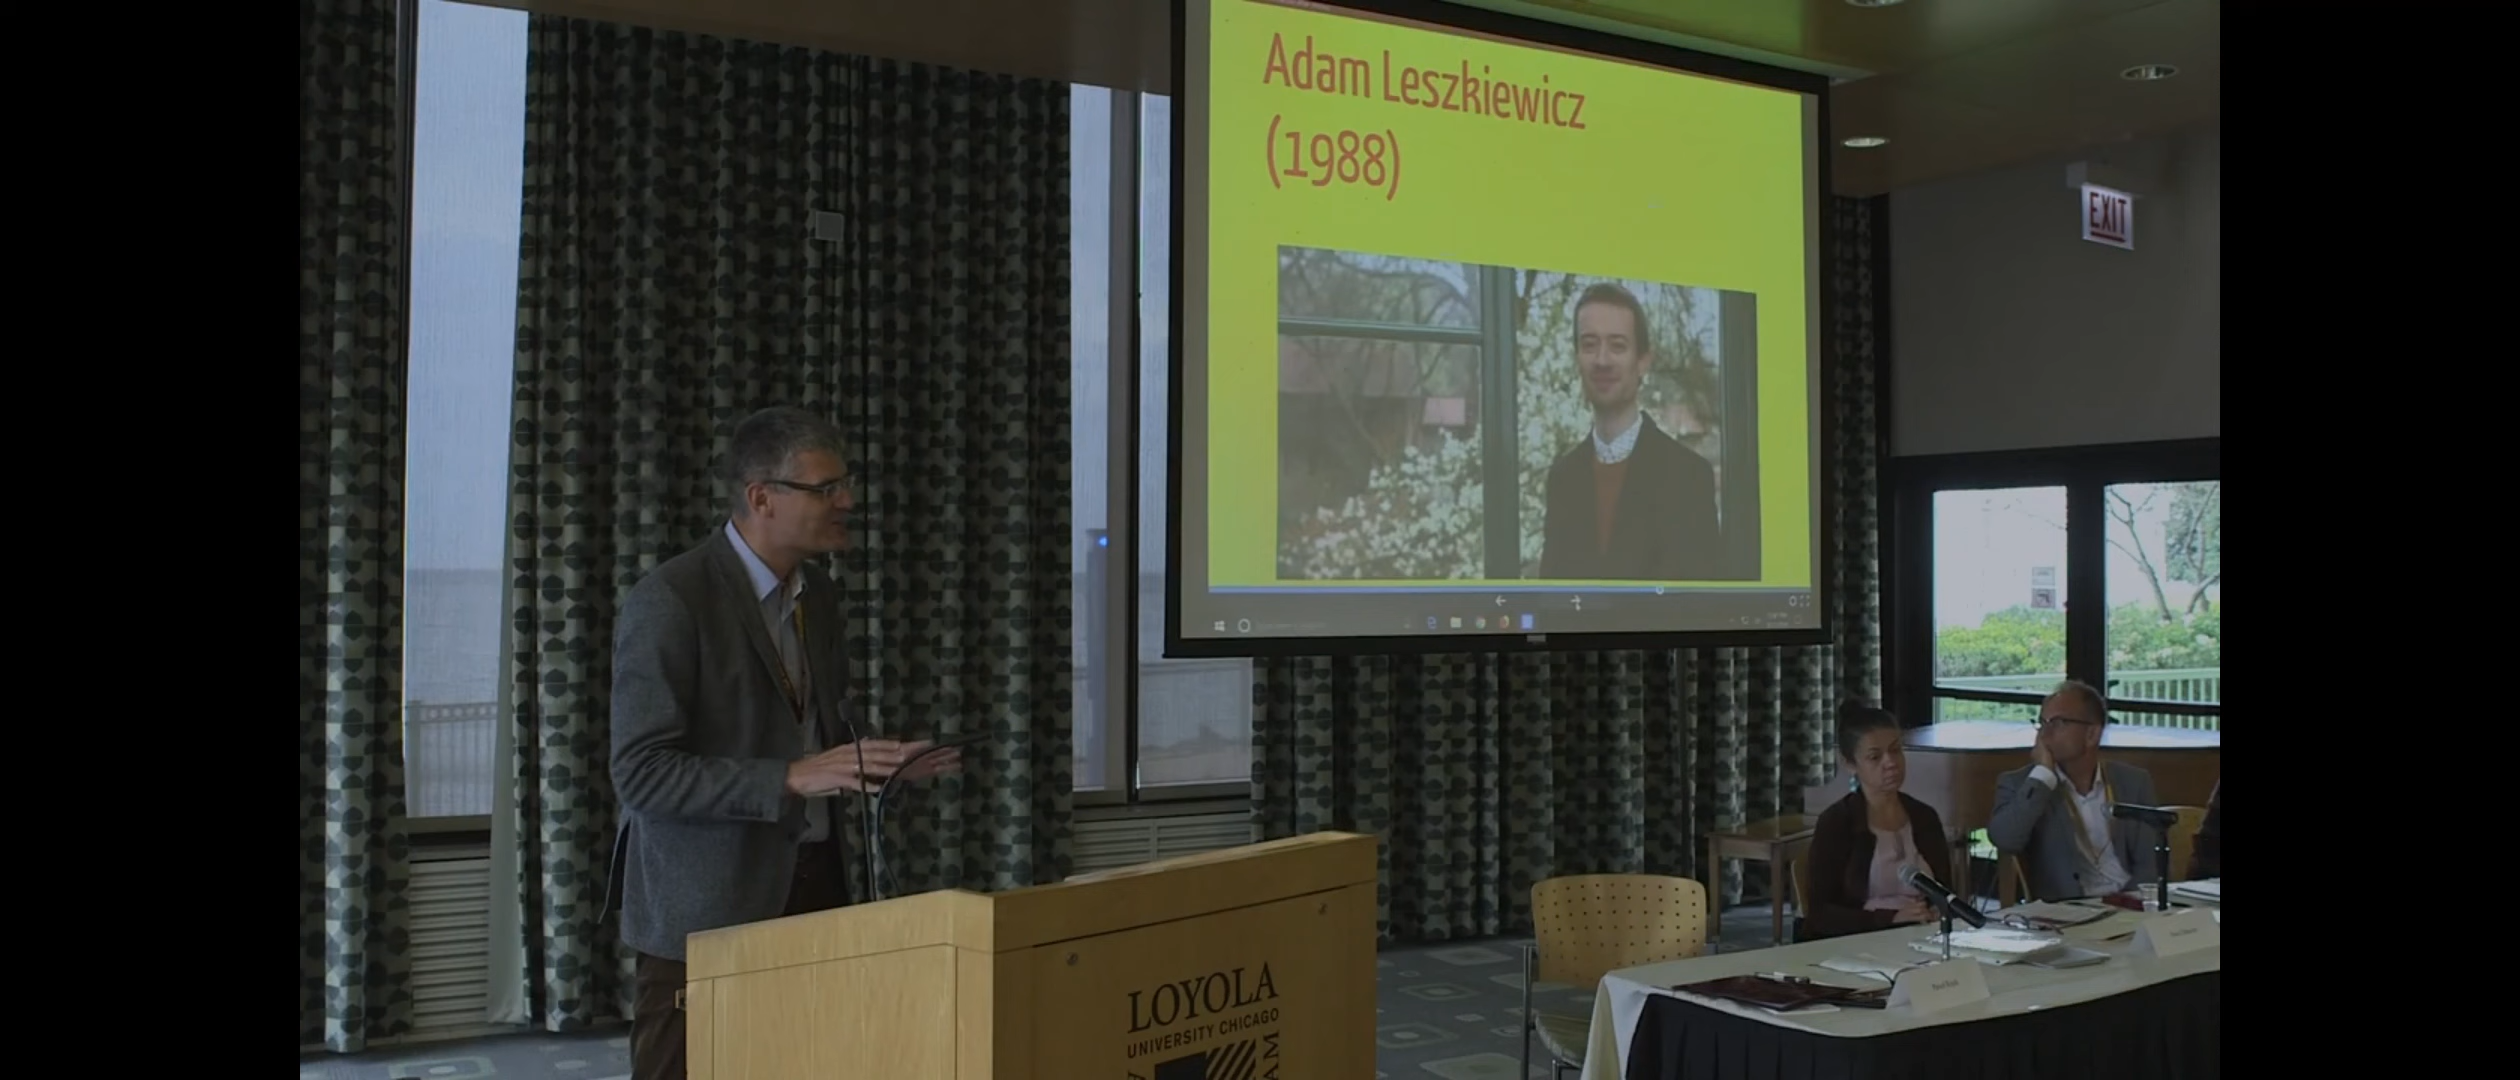 Adam Leszkiewicz
(1988)
EXIT
LOYOLA
UNIVERSITY CHICAGO